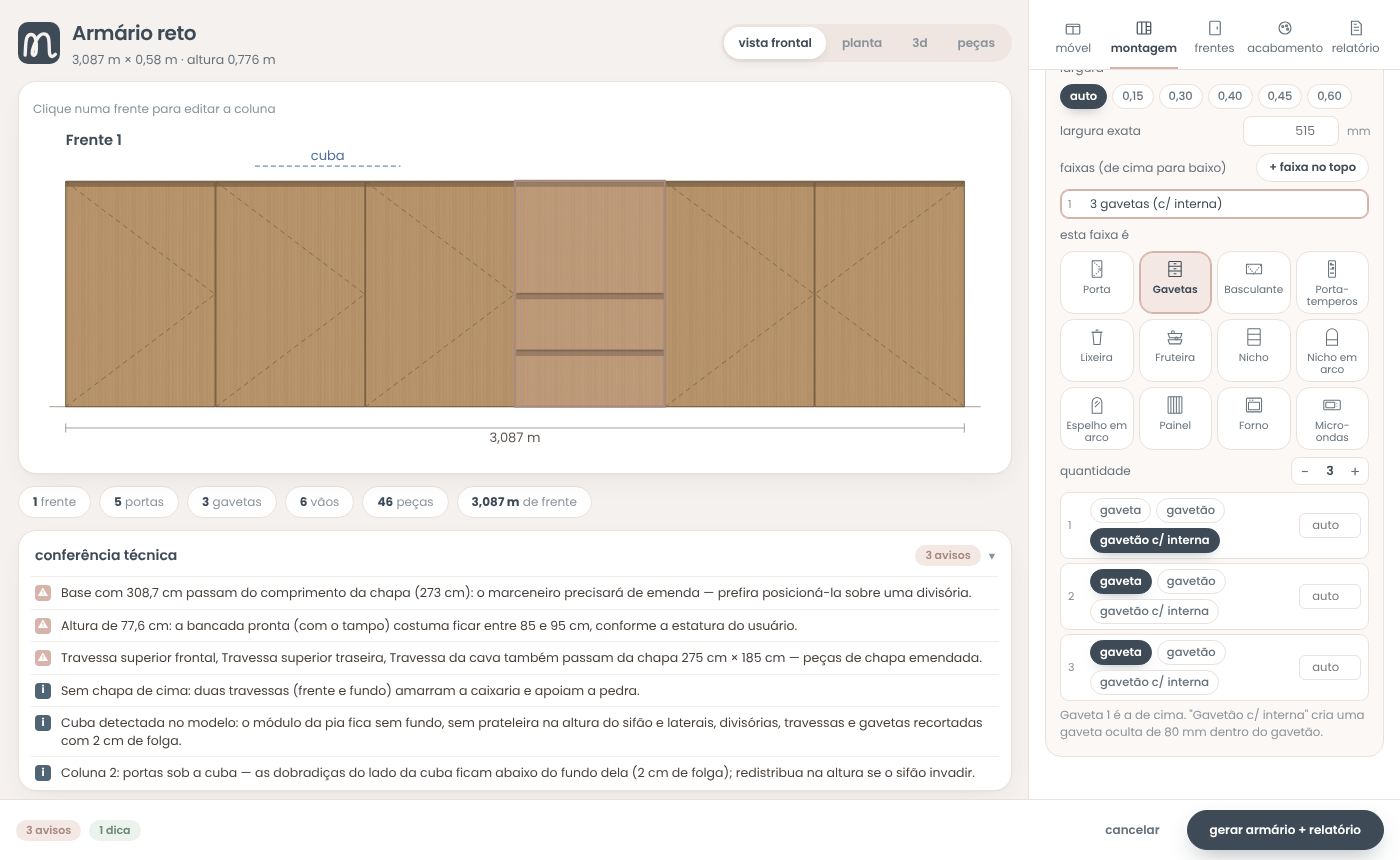 Armário reto
3,087 m × 0,58 m · altura 0,776 m
vista frontal
planta
3d
peças
Clique numa frente para editar a coluna
Frente 1
cuba
3,087 m
1 frente
5 portas
3 gavetas
6 vãos
46 peças
3,087 m de frente
conferência técnica
3 avisos
Base com 308,7 cm passam do comprimento da chapa (273 cm): o marceneiro precisará de emenda — prefira posicioná-la sobre uma divisória.
Altura de 77,6 cm: a bancada pronta (com o tampo) costuma ficar entre 85 e 95 cm, conforme a estatura do usuário.
Travessa superior frontal, Travessa superior traseira, Travessa da cava também passam da chapa 275 cm × 185 cm — peças de chapa emendada.
Sem chapa de cima: duas travessas (frente e fundo) amarram a caixaria e apoiam a pedra.
Cuba detectada no modelo: o módulo da pia fica sem fundo, sem prateleira na altura do sifão e laterais, divisórias, travessas e gavetas recortadas
com 2 cm de folga.
Coluna 2: portas sob a cuba — as dobradiças do lado da cuba ficam abaixo do fundo dela (2 cm de folga); redistribua na altura se o sifão invadir.
3 avisos
1 dica
móvel
montagem
frentes
acabamento
relatório
largura
auto
0,15
0,30
0,40
0,45
0,60
largura exata
515
mm
faixas (de cima para baixo)
+ faixa no topo
1 3 gavetas (c/ interna)
esta faixa é
Porta
Gavetas
Basculante
Porta-
temperos
Lixeira
Fruteira
Nicho
Nicho em
arco
Espelho em
arco
Painel
Forno
Micro-
ondas
quantidade
– 3 +
1
gaveta
gavetão
gavetão c/ interna
auto
2
gaveta
gavetão
gavetão c/ interna
auto
3
gaveta
gavetão
gavetão c/ interna
auto
Gaveta 1 é a de cima. "Gavetão c/ interna" cria uma
gaveta oculta de 80 mm dentro do gavetão.
cancelar
gerar armário + relatório